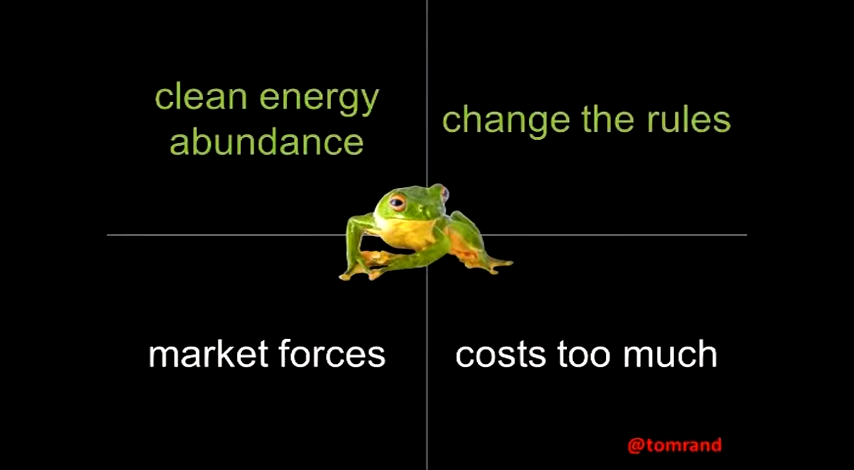 clean energy
abundance
change the rules
market forces
costs too much
@tomrand